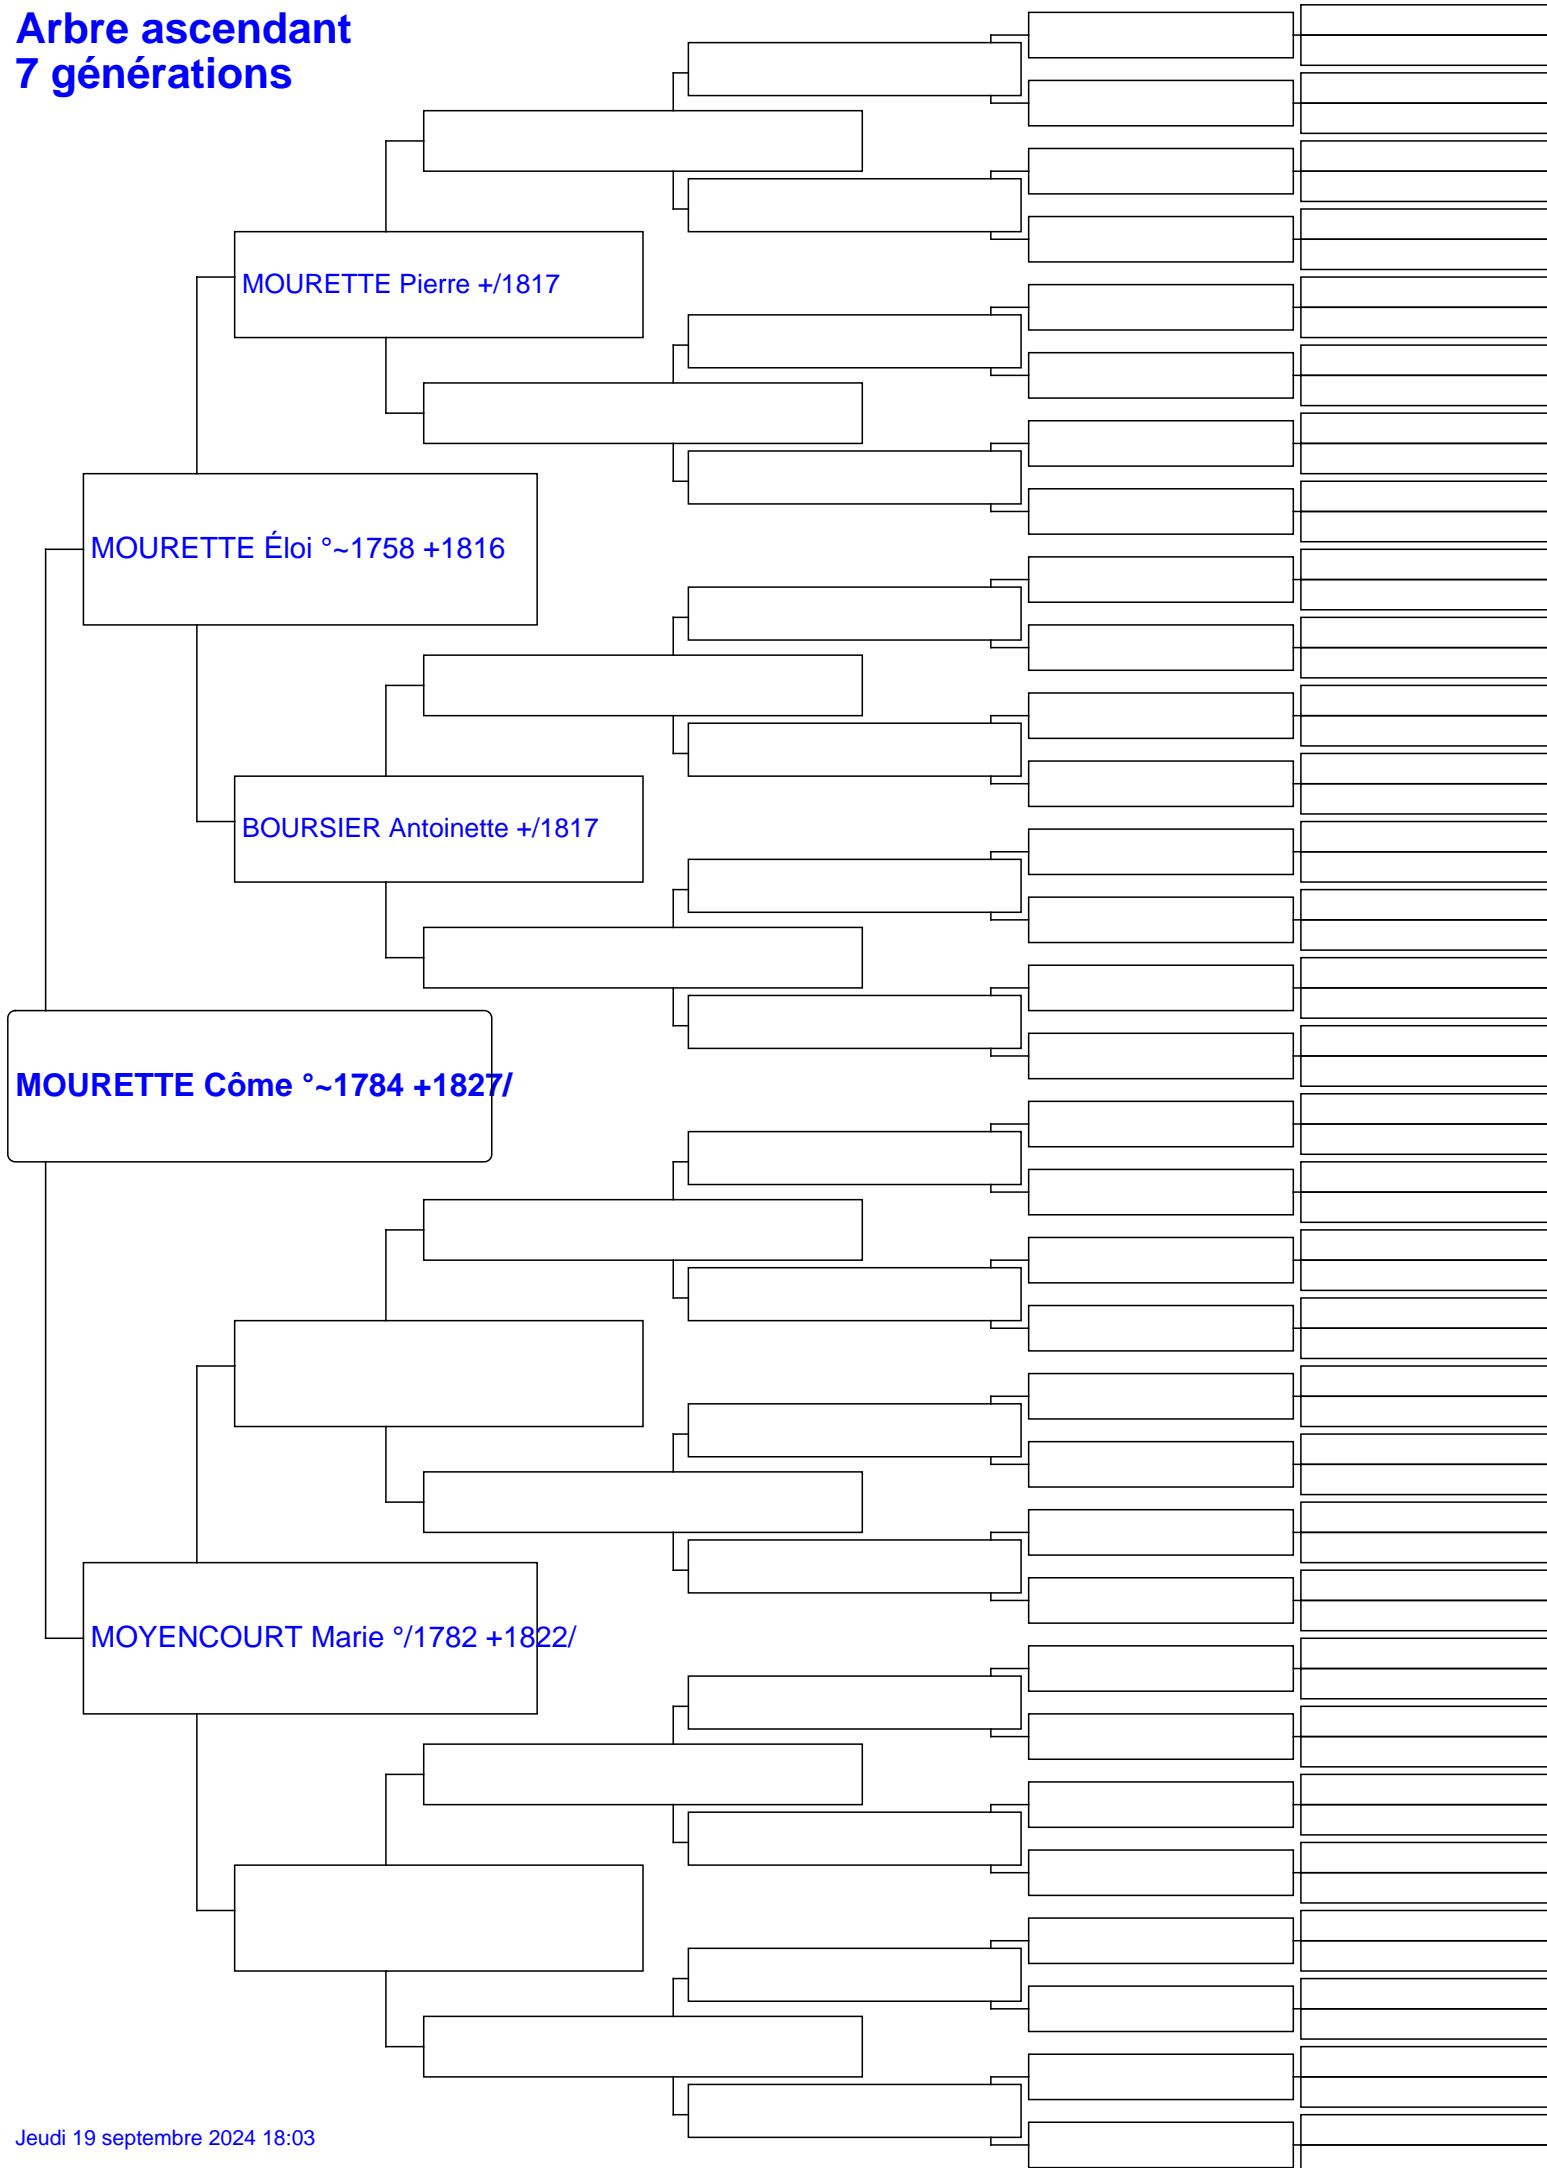 Arbre ascendant
7 générations
MOURETTE Pierre +/1817
MOURETTE Éloi °~1758 +1816
BOURSIER Antoinette +/1817
MOURETTE Côme °~1784 +1827/
MOYENCOURT Marie °/1782 +1822/
Jeudi 19 septembre 2024 18:03